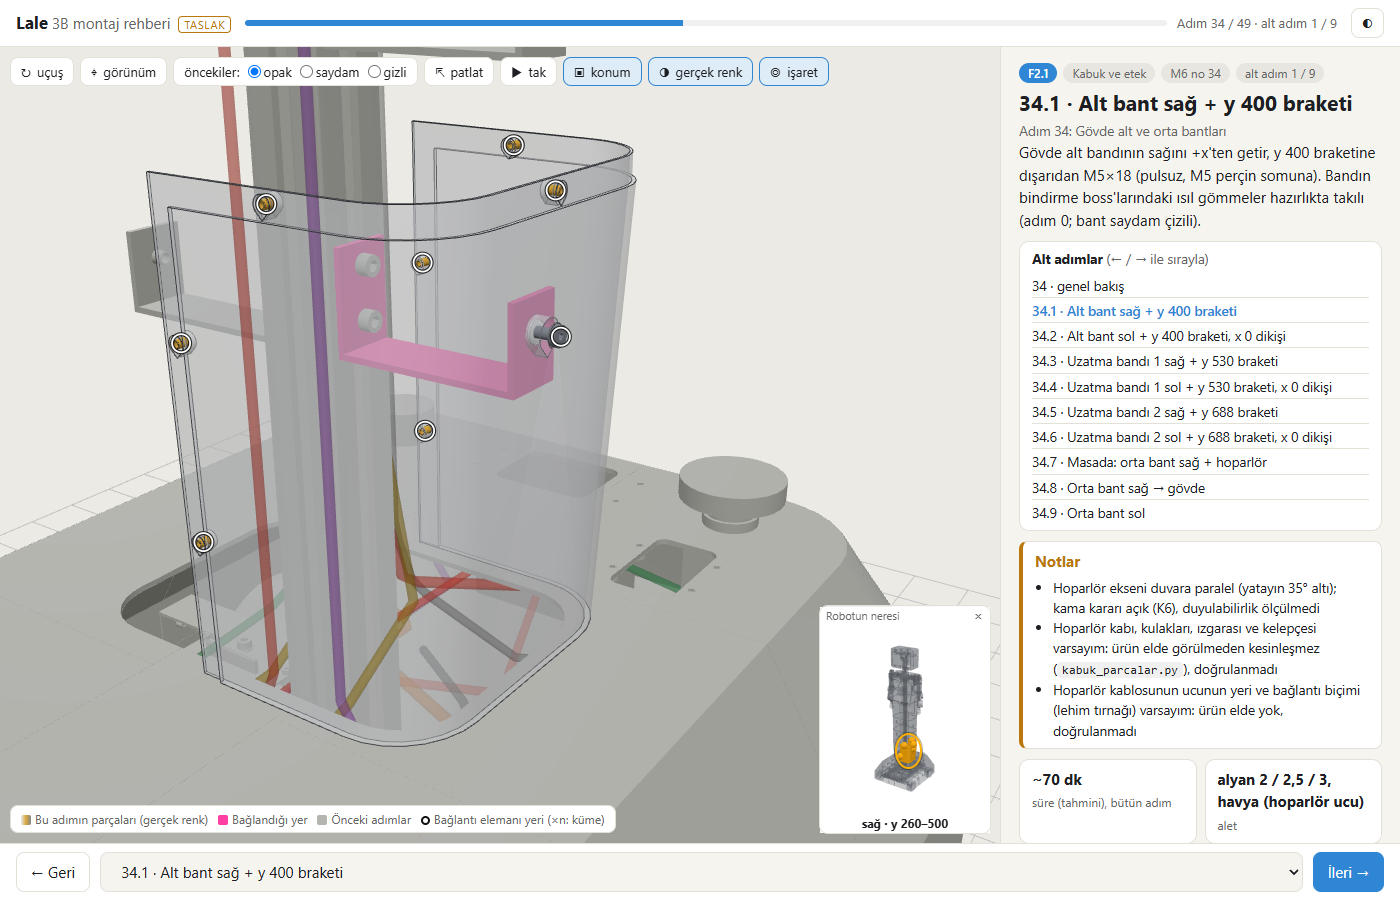 Lale 3B montaj rehberi TASLAK
Adım 34 / 49 · alt adım 1 / 9
↻ uçuş
⌖ görünüm
öncekiler: opak saydam gizli
↸ patlat
▶ tak
▣ konum
◑ gerçek renk
◎ işaret
F2.1 Kabuk ve etek M6 no 34 alt adım 1 / 9
34.1 · Alt bant sağ + y 400 braketi
Adım 34: Gövde alt ve orta bantları
Gövde alt bandının sağını +x'ten getir, y 400 braketine
dışarıdan M5×18 (pulsuz, M5 perçin somuna). Bandın
bindirme boss'larındaki ısıl gömmeler hazırlıkta takılı
(adım 0; bant saydam çizili).
Alt adımlar (← / → ile sırayla)
34 · genel bakış
34.1 · Alt bant sağ + y 400 braketi
34.2 · Alt bant sol + y 400 braketi, x 0 dikişi
34.3 · Uzatma bandı 1 sağ + y 530 braketi
34.4 · Uzatma bandı 1 sol + y 530 braketi, x 0 dikişi
34.5 · Uzatma bandı 2 sağ + y 688 braketi
34.6 · Uzatma bandı 2 sol + y 688 braketi, x 0 dikişi
34.7 · Masada: orta bant sağ + hoparlör
34.8 · Orta bant sağ → gövde
34.9 · Orta bant sol
Notlar
• Hoparlör ekseni duvara paralel (yatayın 35° altı);
kama kararı açık (K6), duyulabilirlik ölçülmedi
• Hoparlör kabı, kulakları, ızgarası ve kelepçesi
varsayım: ürün elde görülmeden kesinleşmez
( kabuk_parcalar.py ), doğrulanmadı
• Hoparlör kablosunun ucunun yeri ve bağlantı biçimi
(lehim tırnağı) varsayım: ürün elde yok,
doğrulanmadı
~70 dk
süre (tahmini), bütün adım
alyan 2 / 2,5 / 3,
havya (hoparlör ucu)
alet
Robotun neresi ×
sağ · y 260–500
Bu adımın parçaları (gerçek renk) Bağlandığı yer Önceki adımlar Bağlantı elemanı yeri (×n: küme)
← Geri
34.1 · Alt bant sağ + y 400 braketi
İleri →